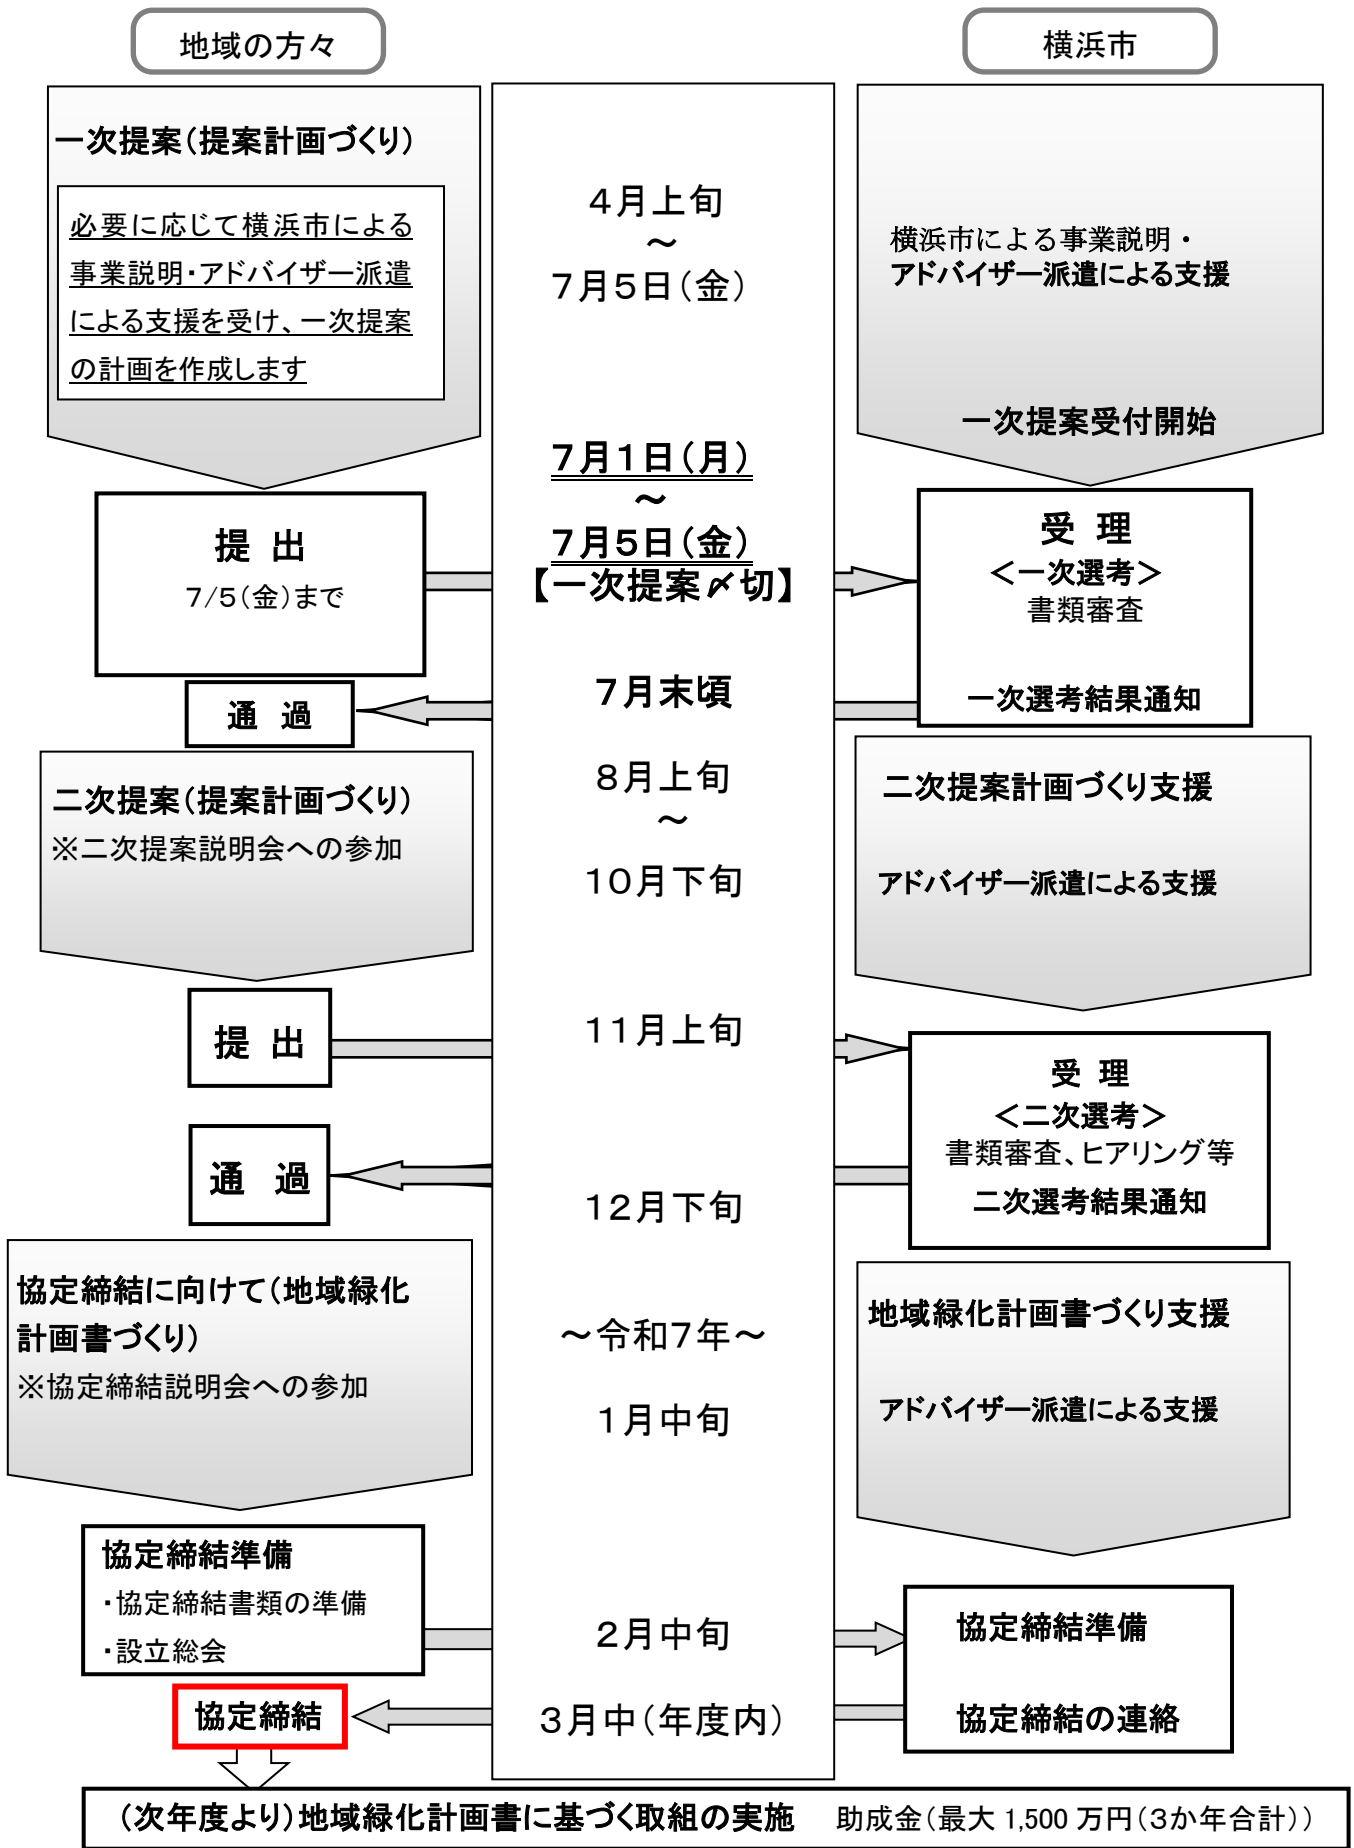 地域の方々
横浜市
一次提案（提案計画づくり）
必要に応じて横浜市による
事業説明・アドバイザー派遣
による支援を受け、一次提案
の計画を作成します
４月上旬
～
７月５日（金）
横浜市による事業説明・
アドバイザー派遣による支援
一次提案受付開始
７月１日（月）
～
７月５日（金）
【一次提案〆切】
提 出
７/５（金）まで
受 理
＜一次選考＞
書類審査
一次選考結果通知
７月末頃
通 過
二次提案（提案計画づくり）
※二次提案説明会への参加
８月上旬
～
１０月下旬
二次提案計画づくり支援
アドバイザー派遣による支援
提 出
１１月上旬
受 理
＜二次選考＞
書類審査、ヒアリング等
二次選考結果通知
通 過
１２月下旬
協定締結に向けて（地域緑化
計画書づくり）
※協定締結説明会への参加
～令和７年～
１月中旬
地域緑化計画書づくり支援
アドバイザー派遣による支援
協定締結準備
・協定締結書類の準備
・設立総会
２月中旬
協定締結準備
協定締結
３月中（年度内）
協定締結の連絡
（次年度より）地域緑化計画書に基づく取組の実施 助成金（最大 1,500 万円（３か年合計））